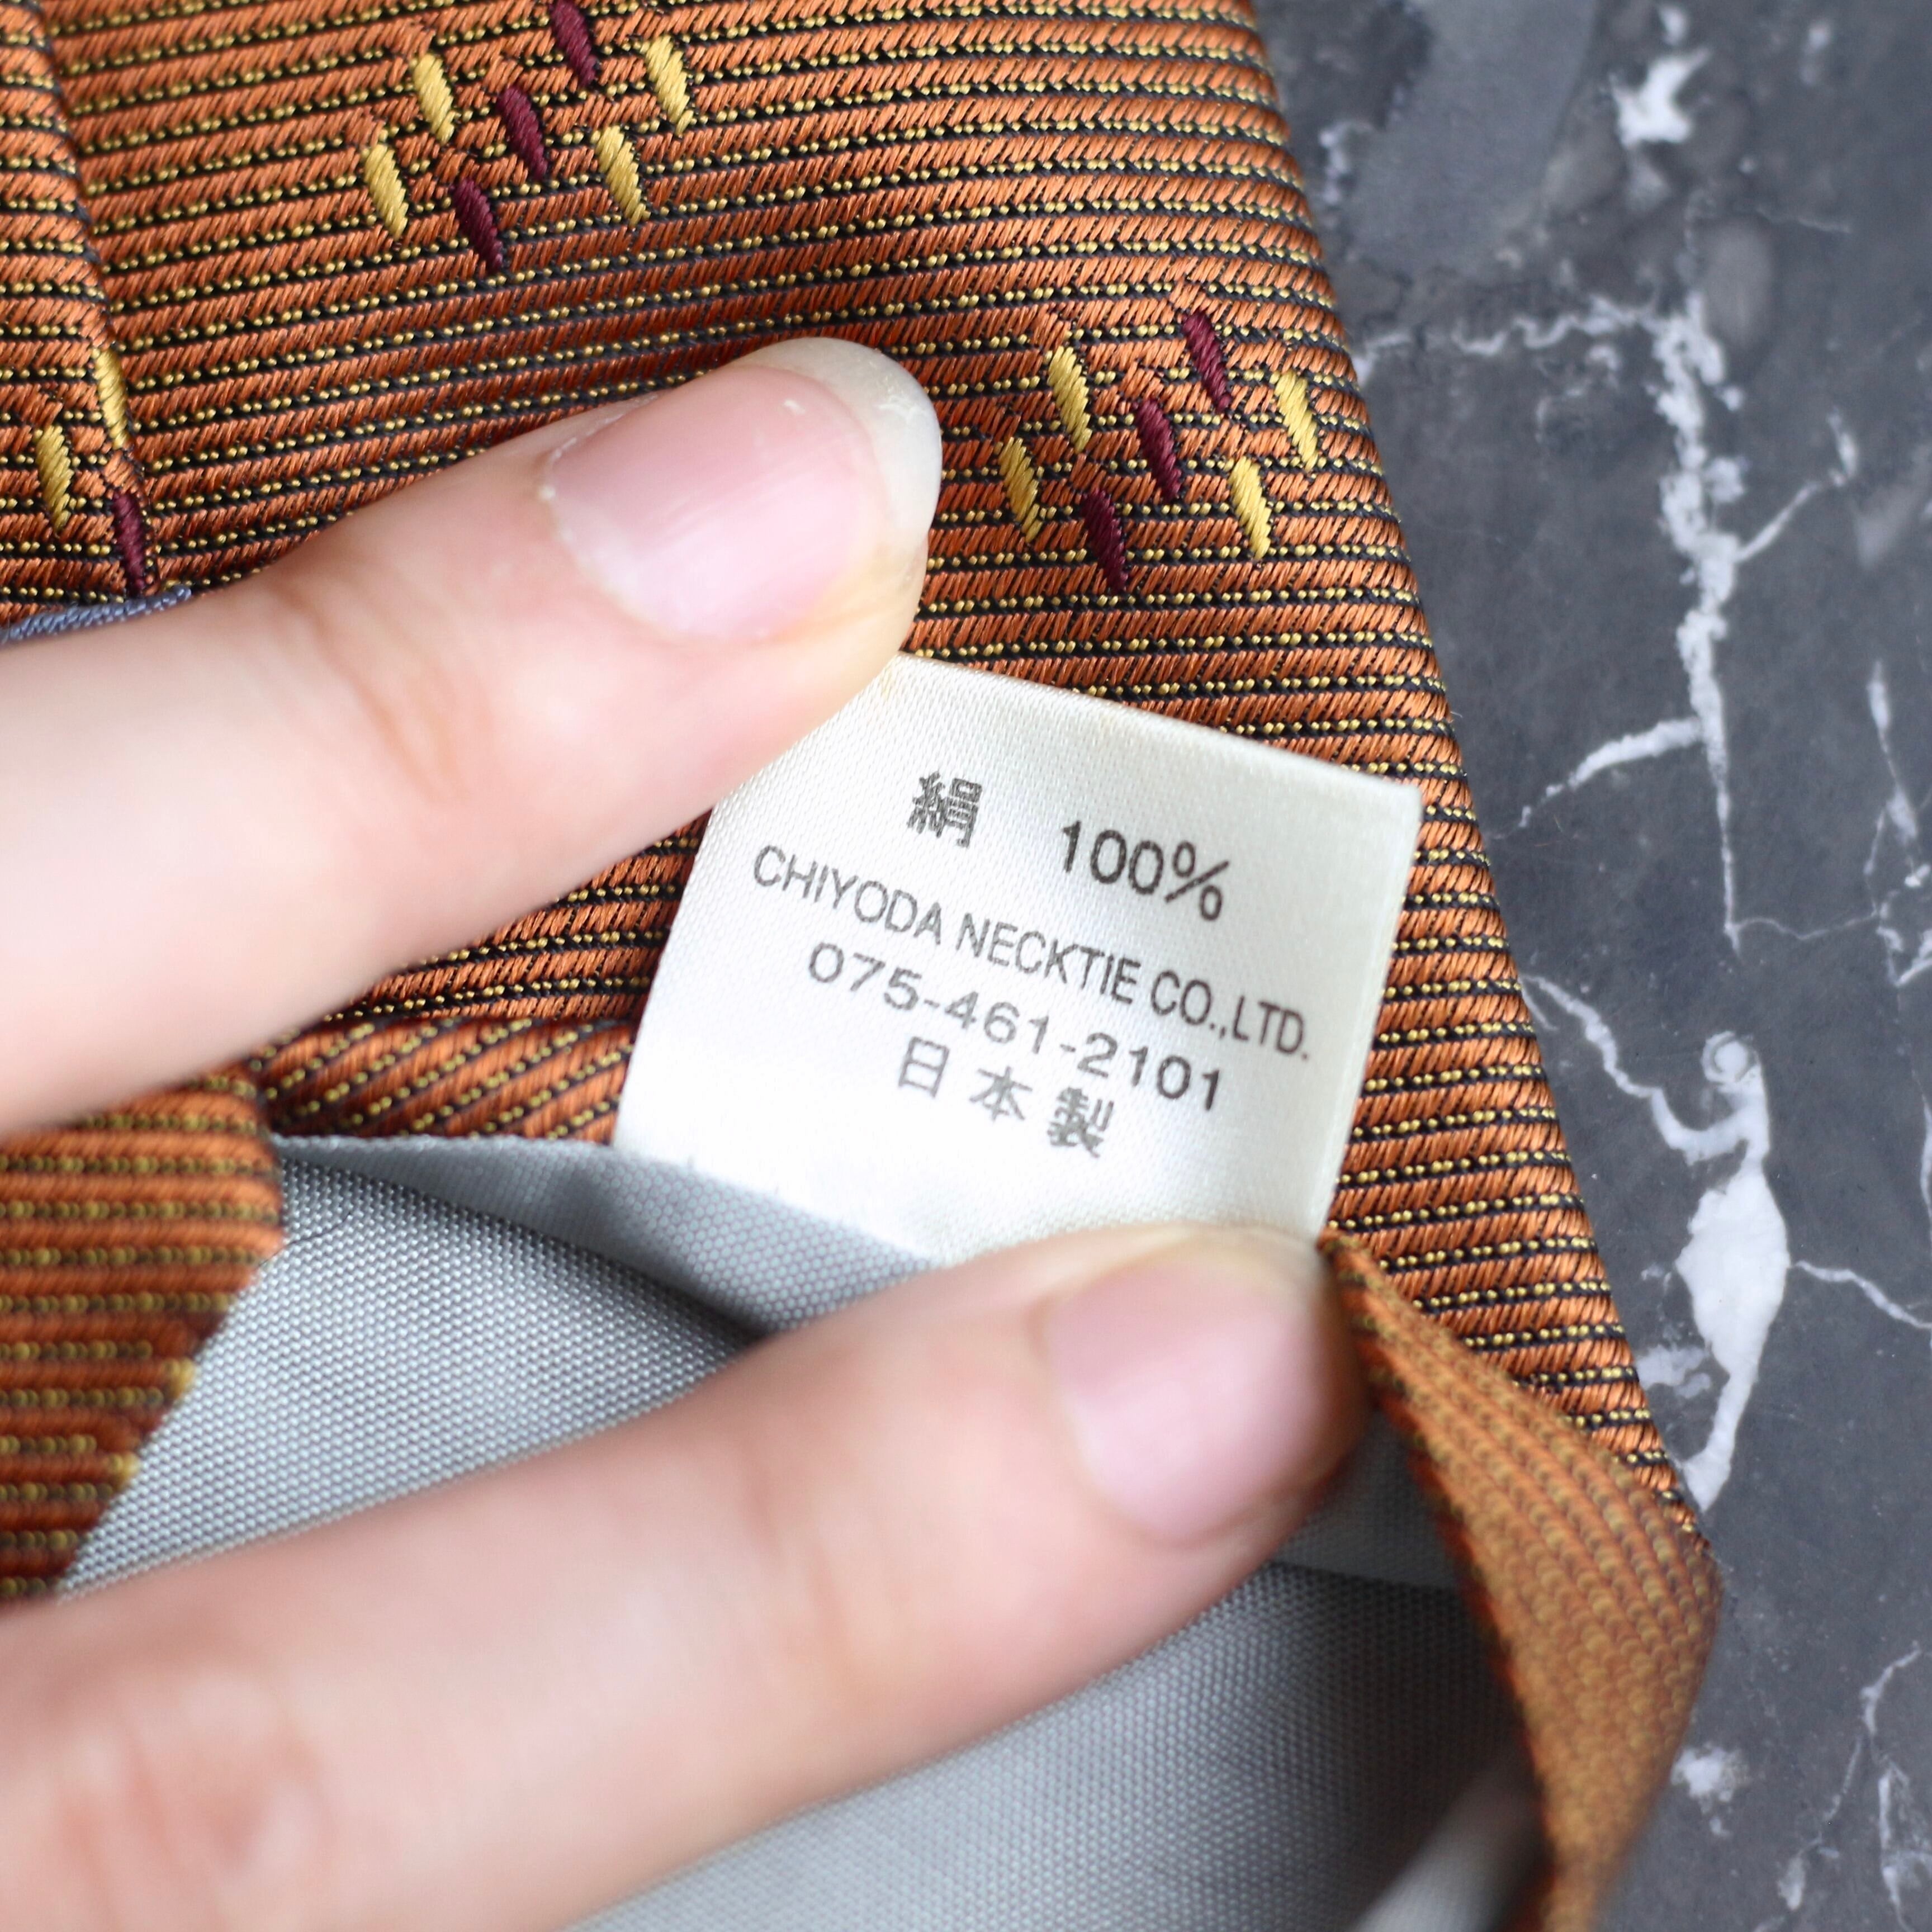 絹 100%
CHIYODA NECKTIE CO.,LTD.
075-461-2101
日本製